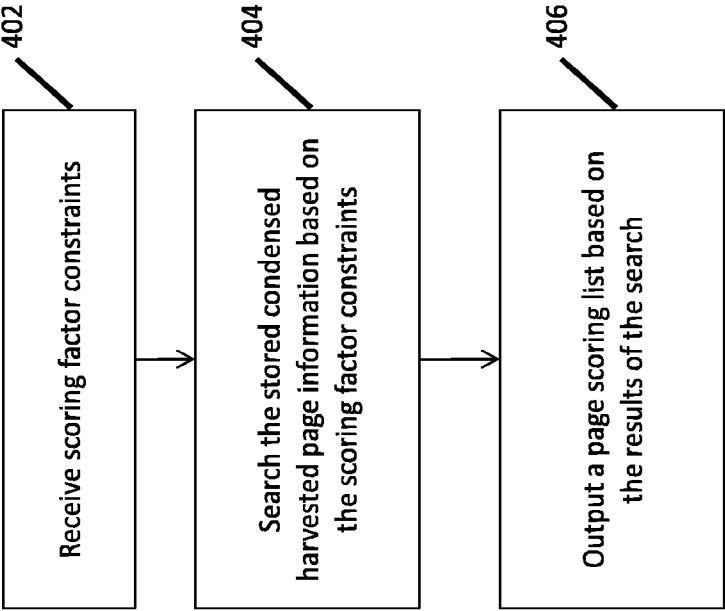 402
Receive scoring factor constraints
404
Search the stored condensed
harvested page information based on
the scoring factor constraints
406
Output a page scoring list based on
the results of the search